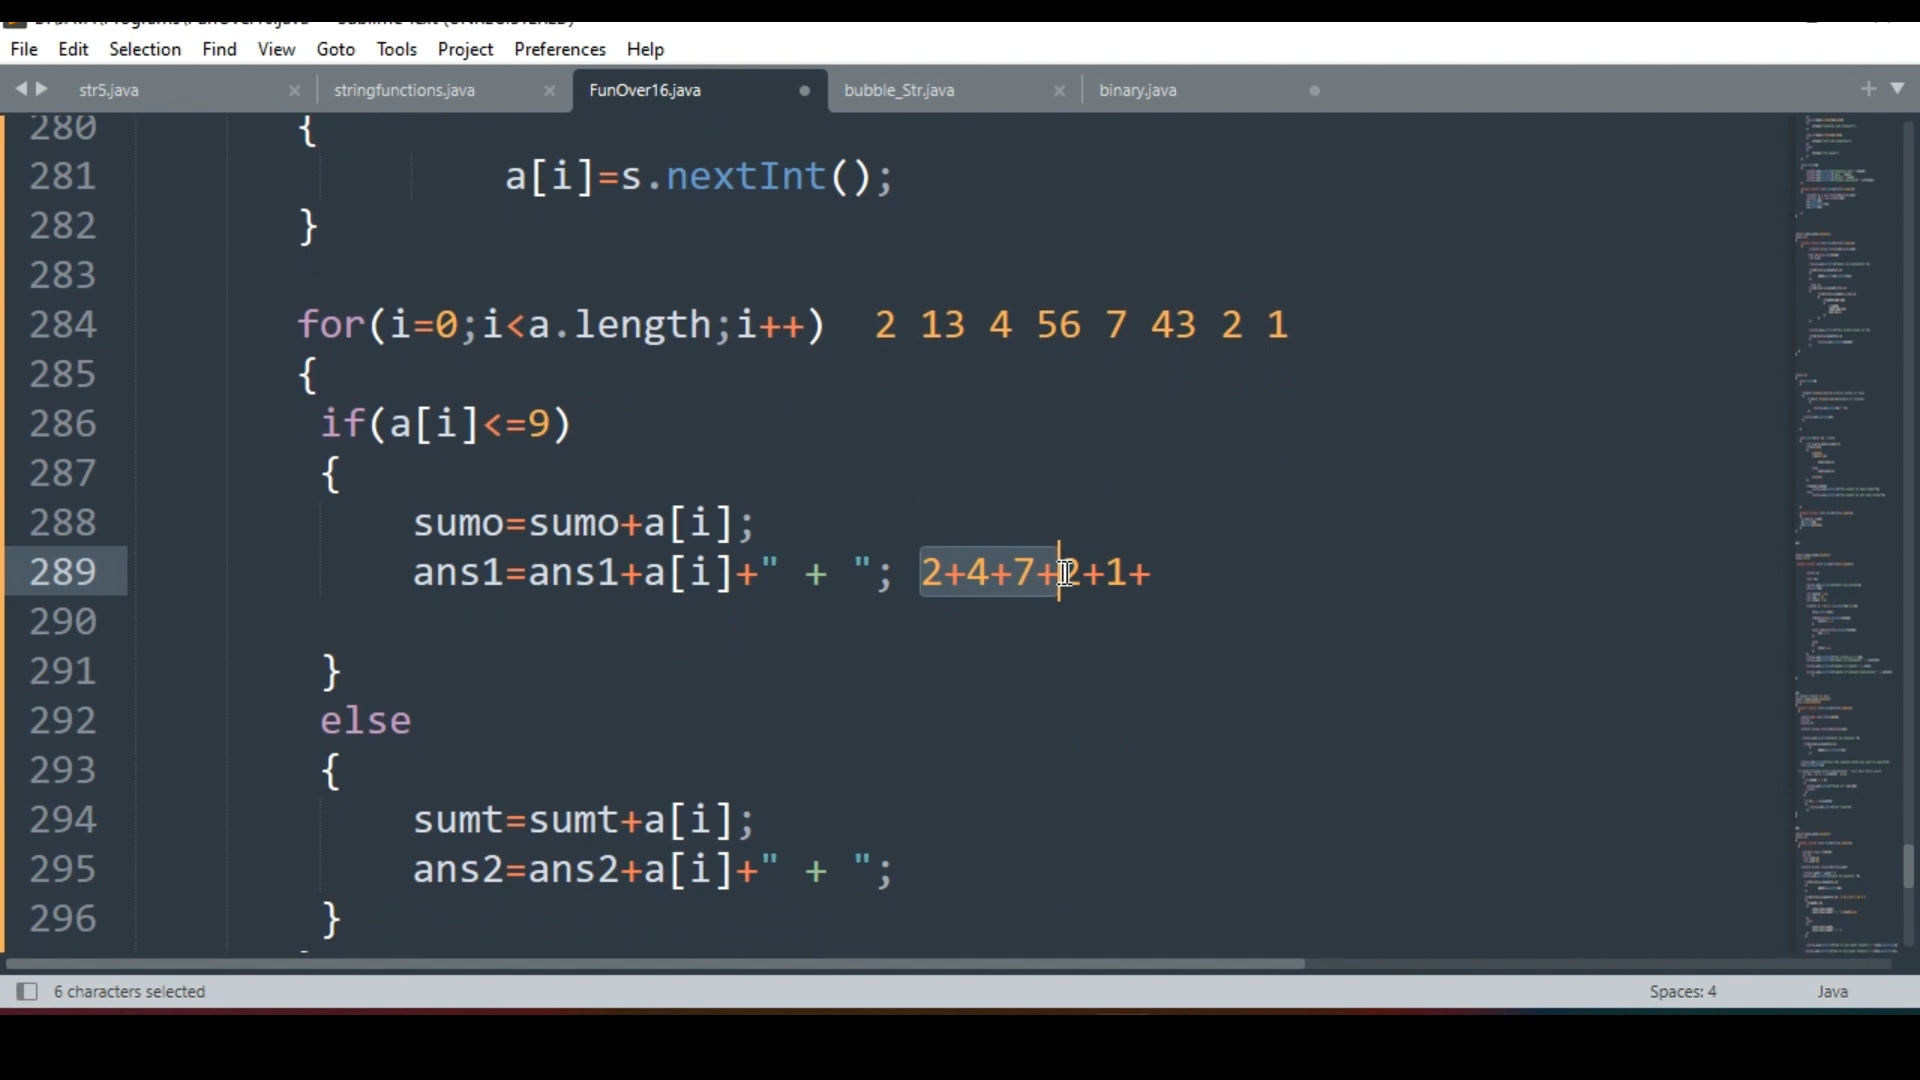 File Edit Selection Find View Goto Tools Project Preferences Help
str5.java stringfunctions.java FunOver16.java bubble_Str.java binary.java
280 {
281 a[i]=s.nextInt();
282 }
283
284 for(i=0;i<a.length;i++) 2 13 4 56 7 43 2 1
285 {
286 if(a[i]<=9)
287 {
288 sumo=sumo+a[i];
289 ans1=ans1+a[i]+" + "; 2+4+7+2+1+
290
291 }
292 else
293 {
294 sumt=sumt+a[i];
295 ans2=ans2+a[i]+" + ";
296 }
6 characters selected Spaces: 4 Java